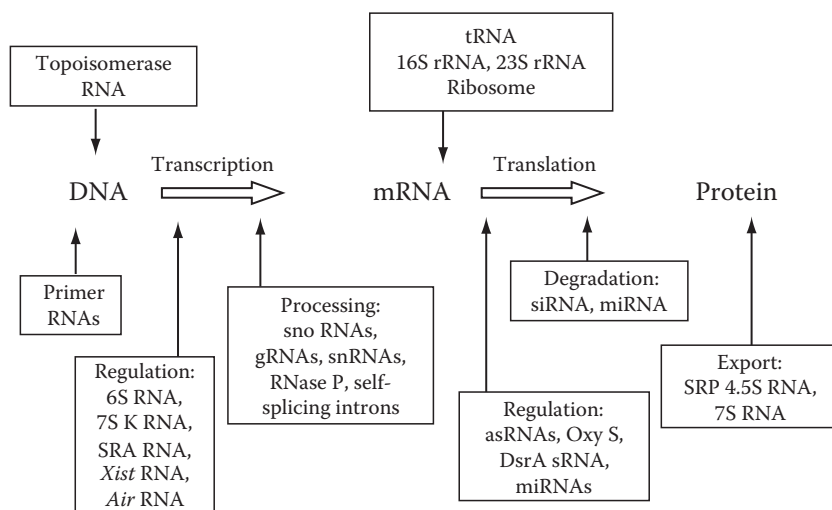 Topoisomerase
RNA
tRNA
16S rRNA, 23S rRNA
Ribosome
Transcription
Translation
DNA
mRNA
Protein
Primer
RNAs
Regulation:
6S RNA,
7S K RNA,
SRA RNA,
Xist RNA,
Air RNA
Processing:
sno RNAs,
gRNAs, snRNAs,
RNase P, self-
splicing introns
Degradation:
siRNA, miRNA
Regulation:
asRNAs, Oxy S,
DsrA sRNA,
miRNAs
Export:
SRP 4.5S RNA,
7S RNA